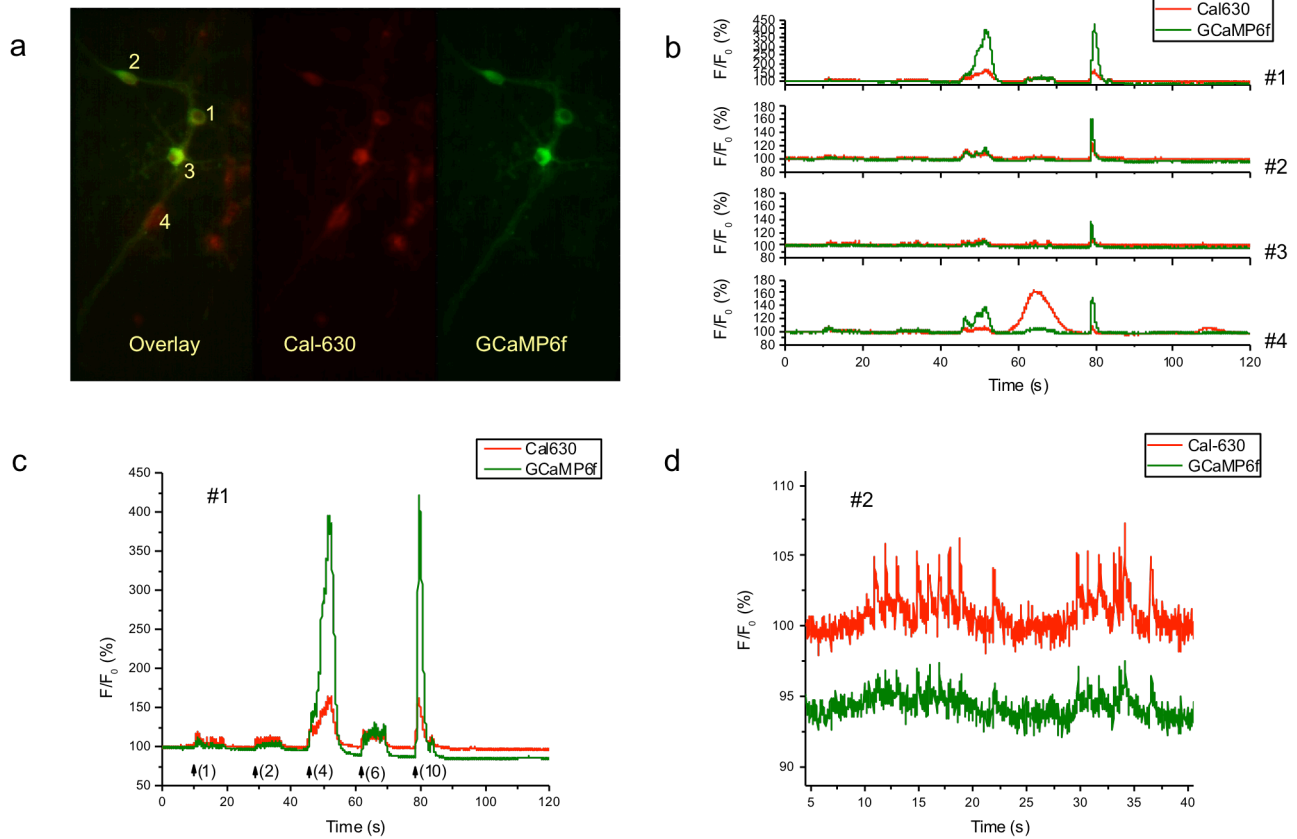 a
2
1
3
4
Overlay
Cal-630
GCaMP6f
b
Cal630
GCaMP6f
F/F0 (%)
450
400
350
300
250
200
150
100
#1
F/F0 (%)
180
160
140
120
100
80
#2
F/F0 (%)
180
160
140
120
100
80
#3
F/F0 (%)
180
160
140
120
100
80
#4
0 20 40 60 80 100 120
Time (s)
c
Cal630
GCaMP6f
#1
F/F0 (%)
450
400
350
300
250
200
150
100
50
(1) (2) (4) (6) (10)
0 20 40 60 80 100 120
Time (s)
d
Cal-630
GCaMP6f
#2
F/F0 (%)
110
105
100
95
90
5 10 15 20 25 30 35 40
Time (s)